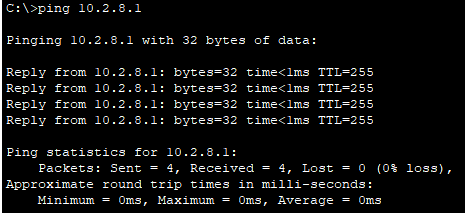 C:\>ping 10.2.8.1
Pinging 10.2.8.1 with 32 bytes of data:
Reply from 10.2.8.1: bytes=32 time<1ms TTL=255
Reply from 10.2.8.1: bytes=32 time<1ms TTL=255
Reply from 10.2.8.1: bytes=32 time<1ms TTL=255
Reply from 10.2.8.1: bytes=32 time<1ms TTL=255
Ping statistics for 10.2.8.1:
    Packets: Sent = 4, Received = 4, Lost = 0 (0% loss),
Approximate round trip times in milli-seconds:
    Minimum = 0ms, Maximum = 0ms, Average = 0ms